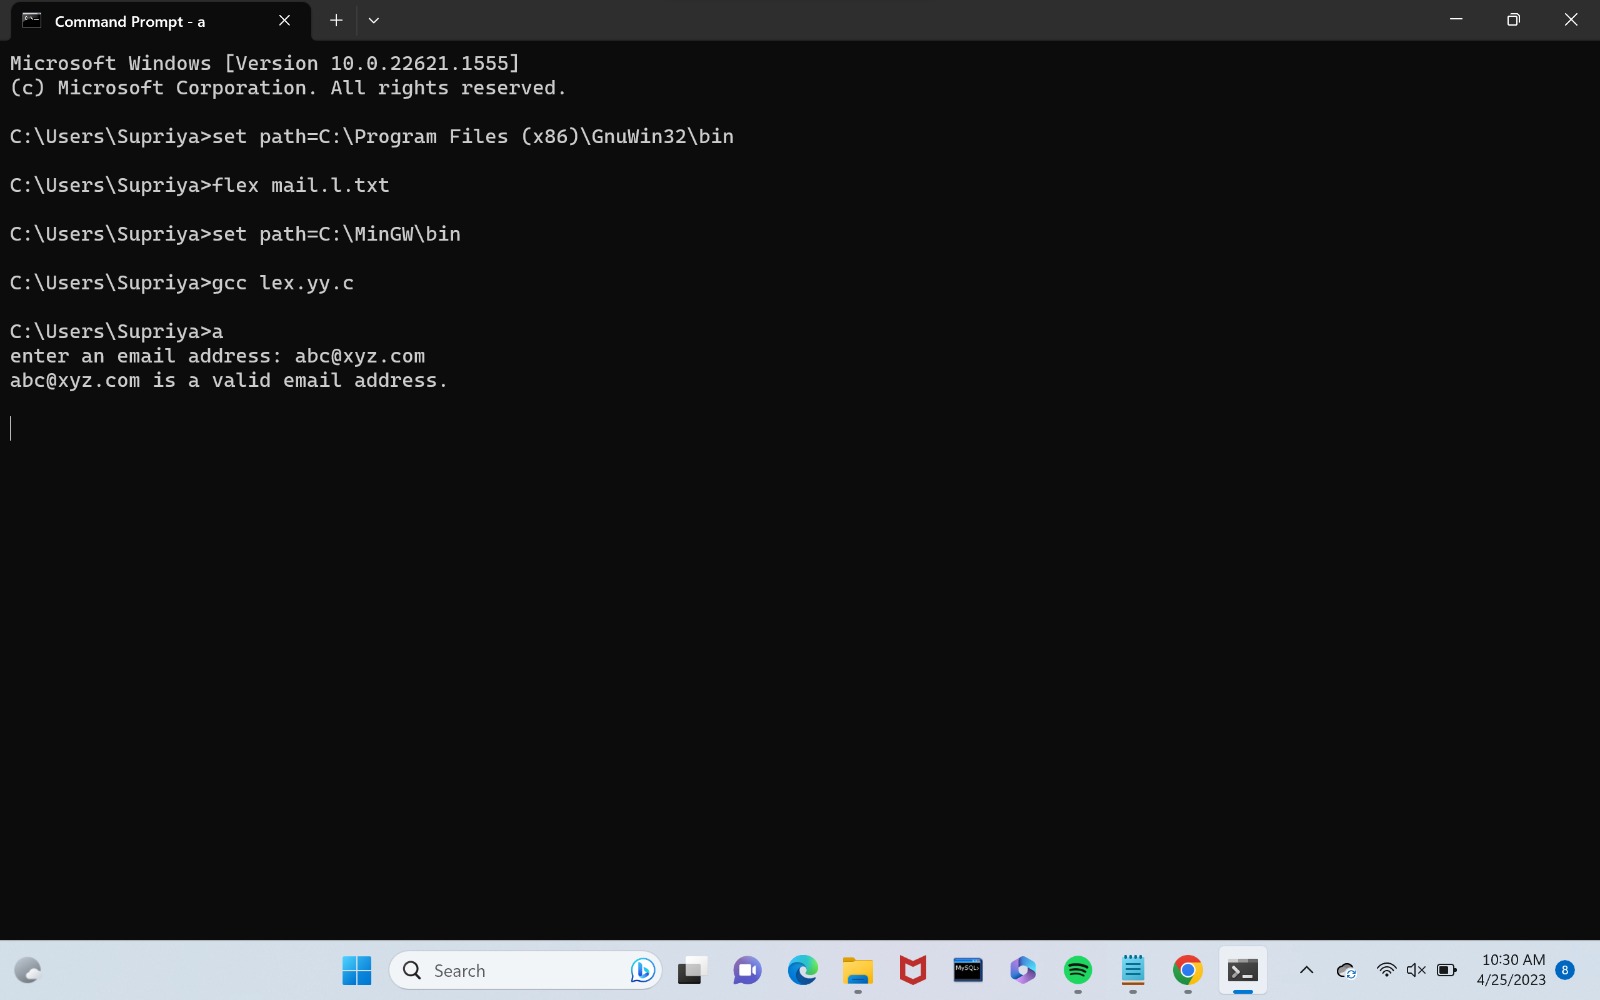 Command Prompt - a
Microsoft Windows [Version 10.0.22621.1555]
(c) Microsoft Corporation. All rights reserved.
C:\Users\Supriya>set path=C:\Program Files (x86)\GnuWin32\bin
C:\Users\Supriya>flex mail.l.txt
C:\Users\Supriya>set path=C:\MinGW\bin
C:\Users\Supriya>gcc lex.yy.c
C:\Users\Supriya>a
enter an email address: abc@xyz.com
abc@xyz.com is a valid email address.
Search
MySQL
10:30 AM
4/25/2023
8